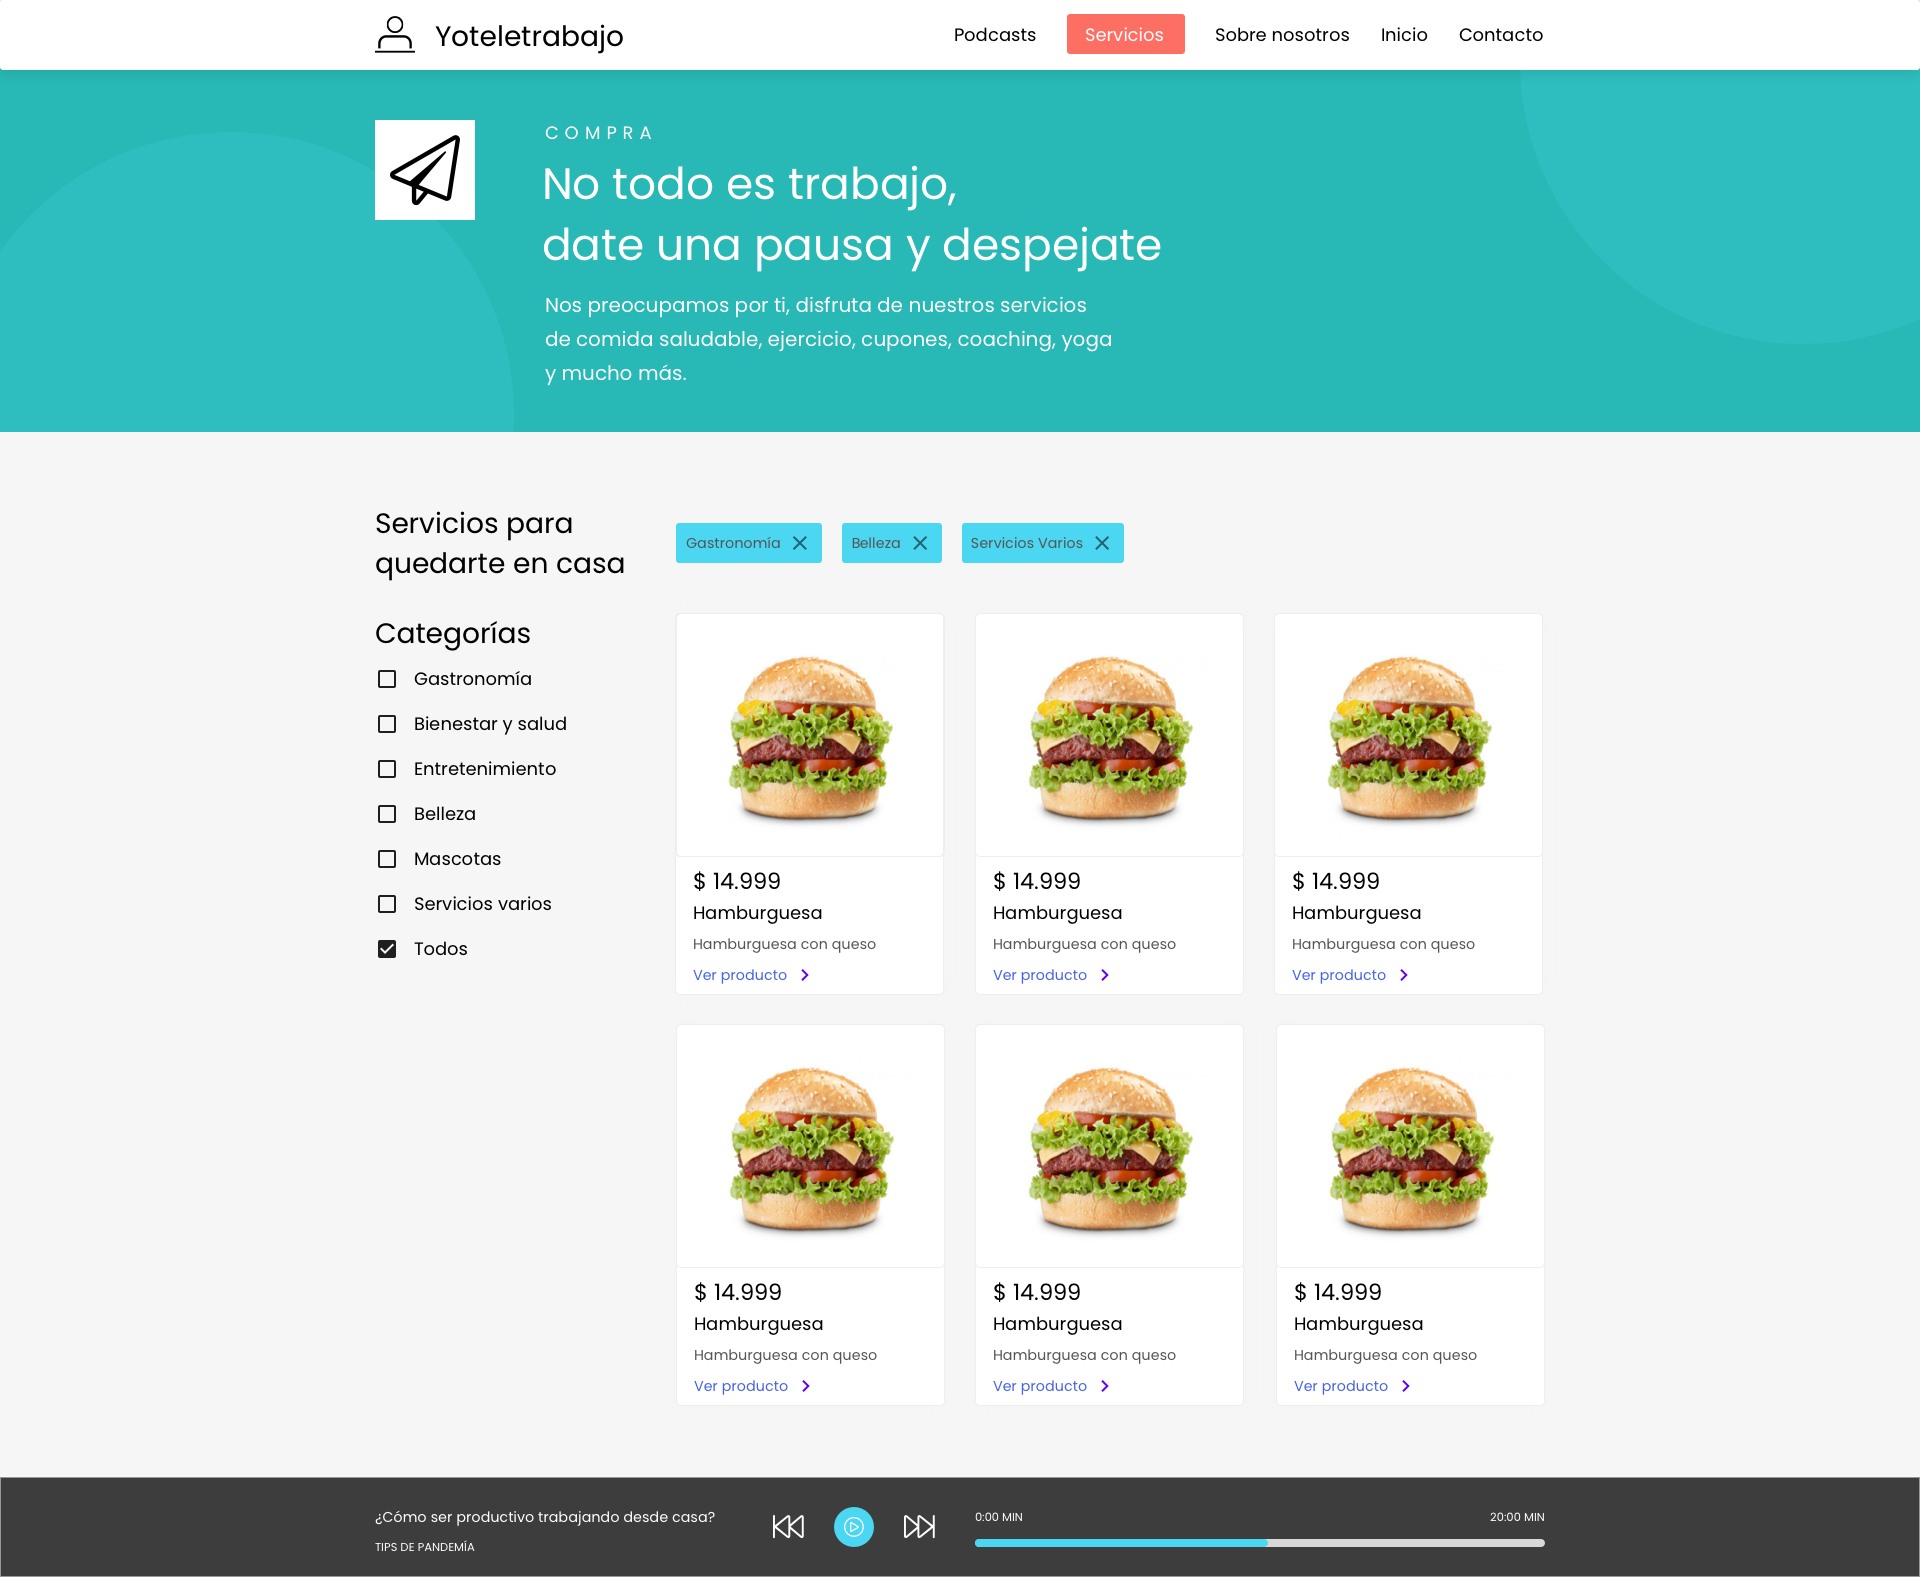 Yoteletrabajo
Podcasts
Servicios
Sobre nosotros
Inicio
Contacto
COMPRA
No todo es trabajo,
date una pausa y despejate
Nos preocupamos por ti, disfruta de nuestros servicios
de comida saludable, ejercicio, cupones, coaching, yoga
y mucho más.
Servicios para
quedarte en casa
Categorías
Gastronomía
Bienestar y salud
Entretenimiento
Belleza
Mascotas
Servicios varios
Todos
Gastronomía
Belleza
Servicios Varios
$ 14.999
Hamburguesa
Hamburguesa con queso
Ver producto
$ 14.999
Hamburguesa
Hamburguesa con queso
Ver producto
$ 14.999
Hamburguesa
Hamburguesa con queso
Ver producto
$ 14.999
Hamburguesa
Hamburguesa con queso
Ver producto
$ 14.999
Hamburguesa
Hamburguesa con queso
Ver producto
$ 14.999
Hamburguesa
Hamburguesa con queso
Ver producto
¿Cómo ser productivo trabajando desde casa?
TIPS DE PANDEMÍA
0:00 MIN
20:00 MIN